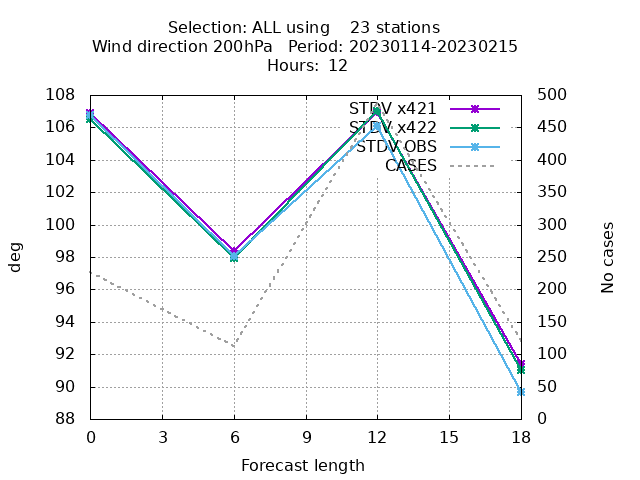 Selection: ALL using    23 stations
Wind direction 200hPa   Period: 20230114-20230215
Hours:  12
STDV x421
STDV x422
STDV OBS
CASES
deg
No cases
108
106
104
102
100
98
96
94
92
90
88
500
450
400
350
300
250
200
150
100
50
0
0 3 6 9 12 15 18
Forecast length